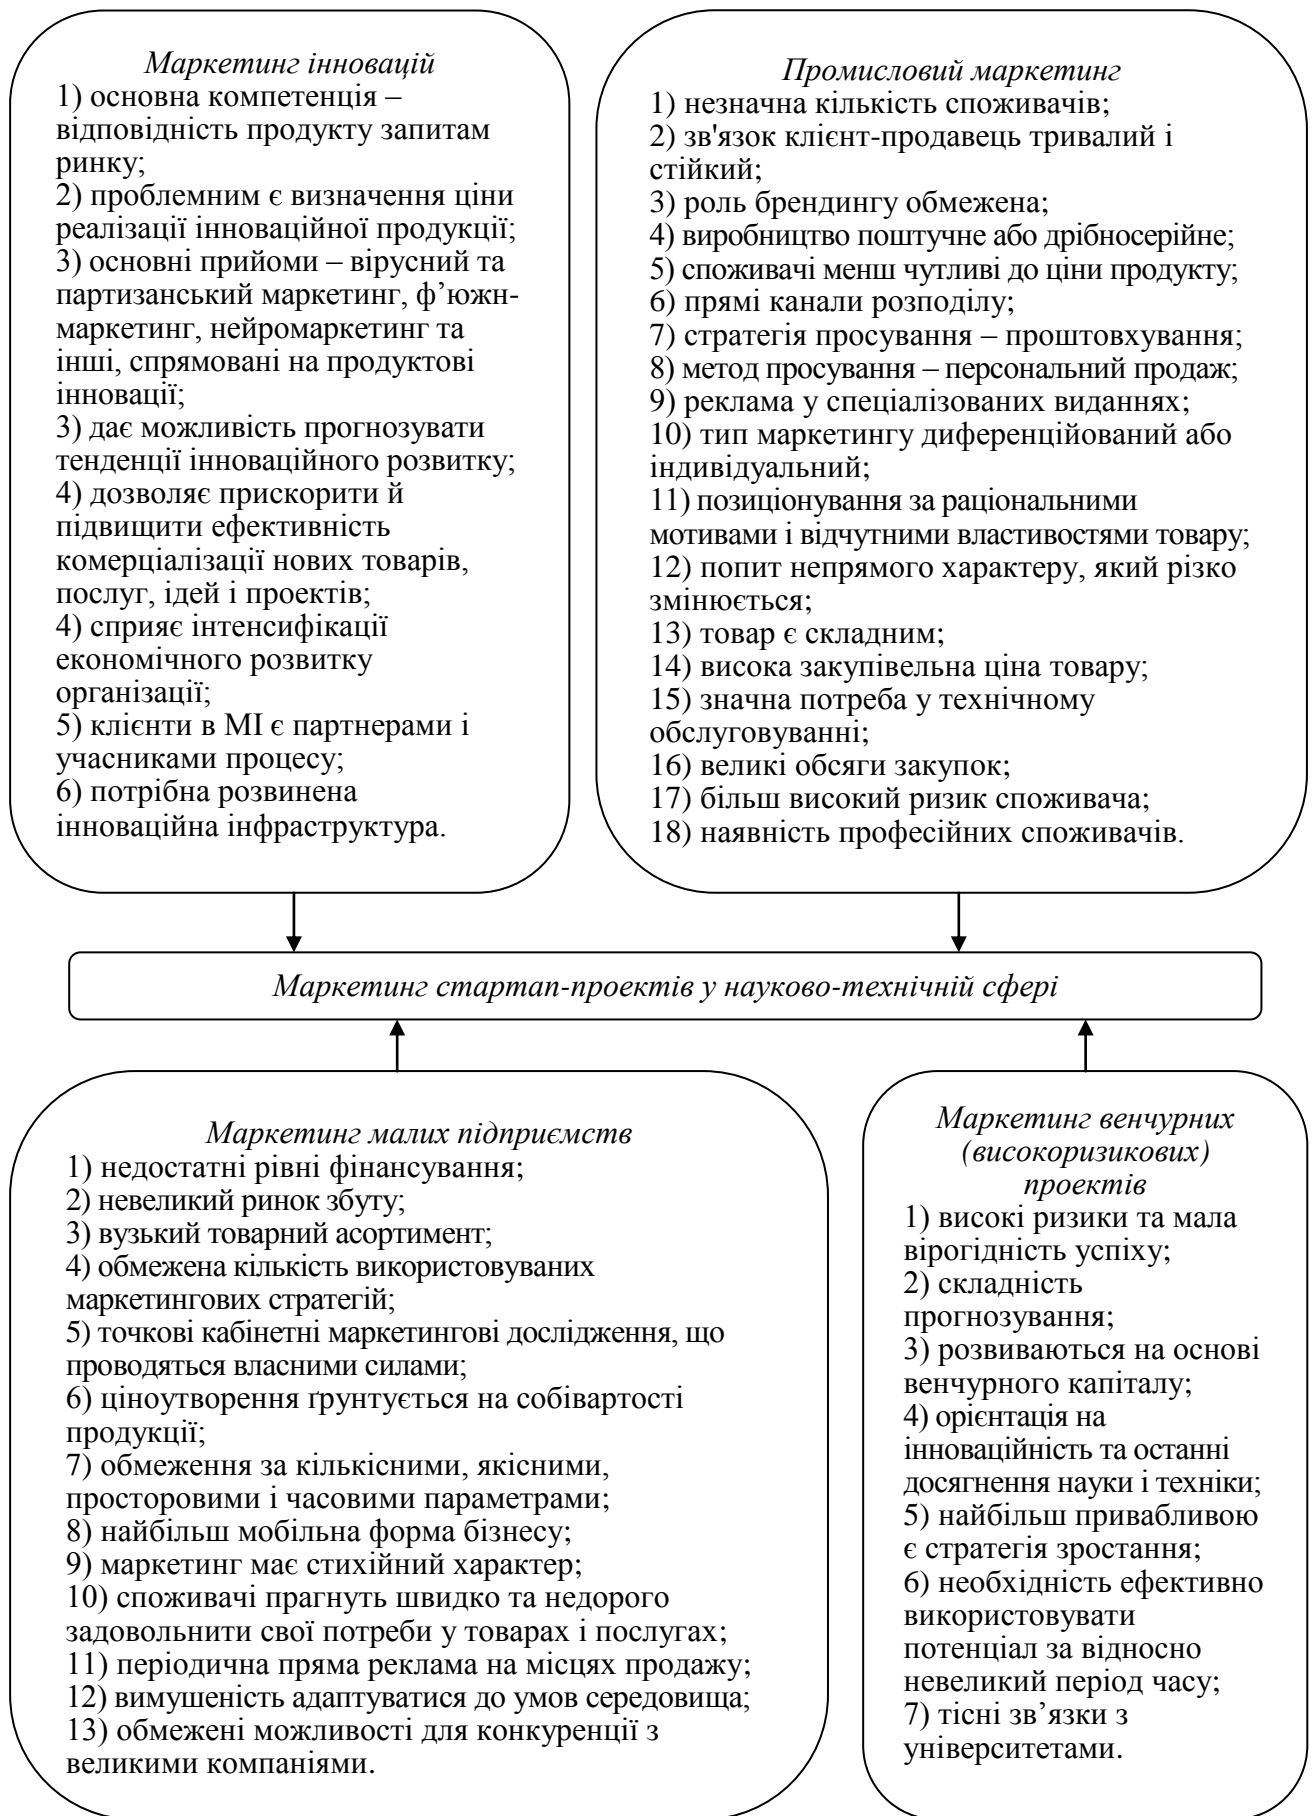 Маркетинг інновацій
1) основна компетенція –
відповідність продукту запитам
ринку;
2) проблемним є визначення ціни
реалізації інноваційної продукції;
3) основні прийоми – вірусний та
партизанський маркетинг, ф’южн-
маркетинг, нейромаркетинг та
інші, спрямовані на продуктові
інновації;
3) дає можливість прогнозувати
тенденції інноваційного розвитку;
4) дозволяє прискорити й
підвищити ефективність
комерціалізації нових товарів,
послуг, ідей і проектів;
4) сприяє інтенсифікації
економічного розвитку
організації;
5) клієнти в МІ є партнерами і
учасниками процесу;
6) потрібна розвинена
інноваційна інфраструктура.
Промисловий маркетинг
1) незначна кількість споживачів;
2) зв'язок клієнт-продавець тривалий і
стійкий;
3) роль брендингу обмежена;
4) виробництво поштучне або дрібносерійне;
5) споживачі менш чутливі до ціни продукту;
6) прямі канали розподілу;
7) стратегія просування – проштовхування;
8) метод просування – персональний продаж;
9) реклама у спеціалізованих виданнях;
10) тип маркетингу диференційований або
індивідуальний;
11) позиціонування за раціональними
мотивами і відчутними властивостями товару;
12) попит непрямого характеру, який різко
змінюється;
13) товар є складним;
14) висока закупівельна ціна товару;
15) значна потреба у технічному
обслуговуванні;
16) великі обсяги закупок;
17) більш високий ризик споживача;
18) наявність професійних споживачів.
Маркетинг стартап-проектів у науково-технічній сфері
Маркетинг малих підприємств
1) недостатні рівні фінансування;
2) невеликий ринок збуту;
3) вузький товарний асортимент;
4) обмежена кількість використовуваних
маркетингових стратегій;
5) точкові кабінетні маркетингові дослідження, що
проводяться власними силами;
6) ціноутворення ґрунтується на собівартості
продукції;
7) обмеження за кількісними, якісними,
просторовими і часовими параметрами;
8) найбільш мобільна форма бізнесу;
9) маркетинг має стихійний характер;
10) споживачі прагнуть швидко та недорого
задовольнити свої потреби у товарах і послугах;
11) періодична пряма реклама на місцях продажу;
12) вимушеність адаптуватися до умов середовища;
13) обмежені можливості для конкуренції з
великими компаніями.
Маркетинг венчурних
(високоризикових)
проектів
1) високі ризики та мала
вірогідність успіху;
2) складність
прогнозування;
3) розвиваються на основі
венчурного капіталу;
4) орієнтація на
інноваційність та останні
досягнення науки і техніки;
5) найбільш привабливою
є стратегія зростання;
6) необхідність ефективно
використовувати
потенціал за відносно
невеликий період часу;
7) тісні зв’язки з
університетами.